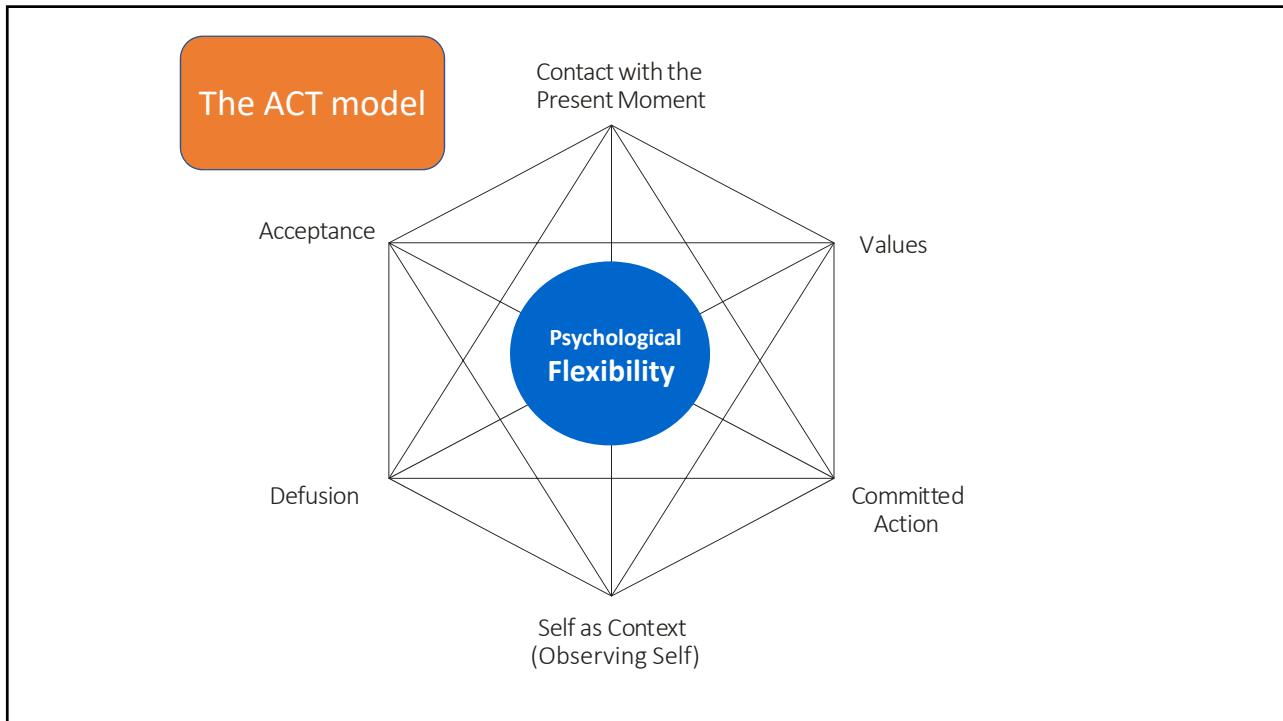 The ACT model
Contact with the
Present Moment
Acceptance
Values
Psychological
Flexibility
Defusion
Committed
Action
Self as Context
(Observing Self)